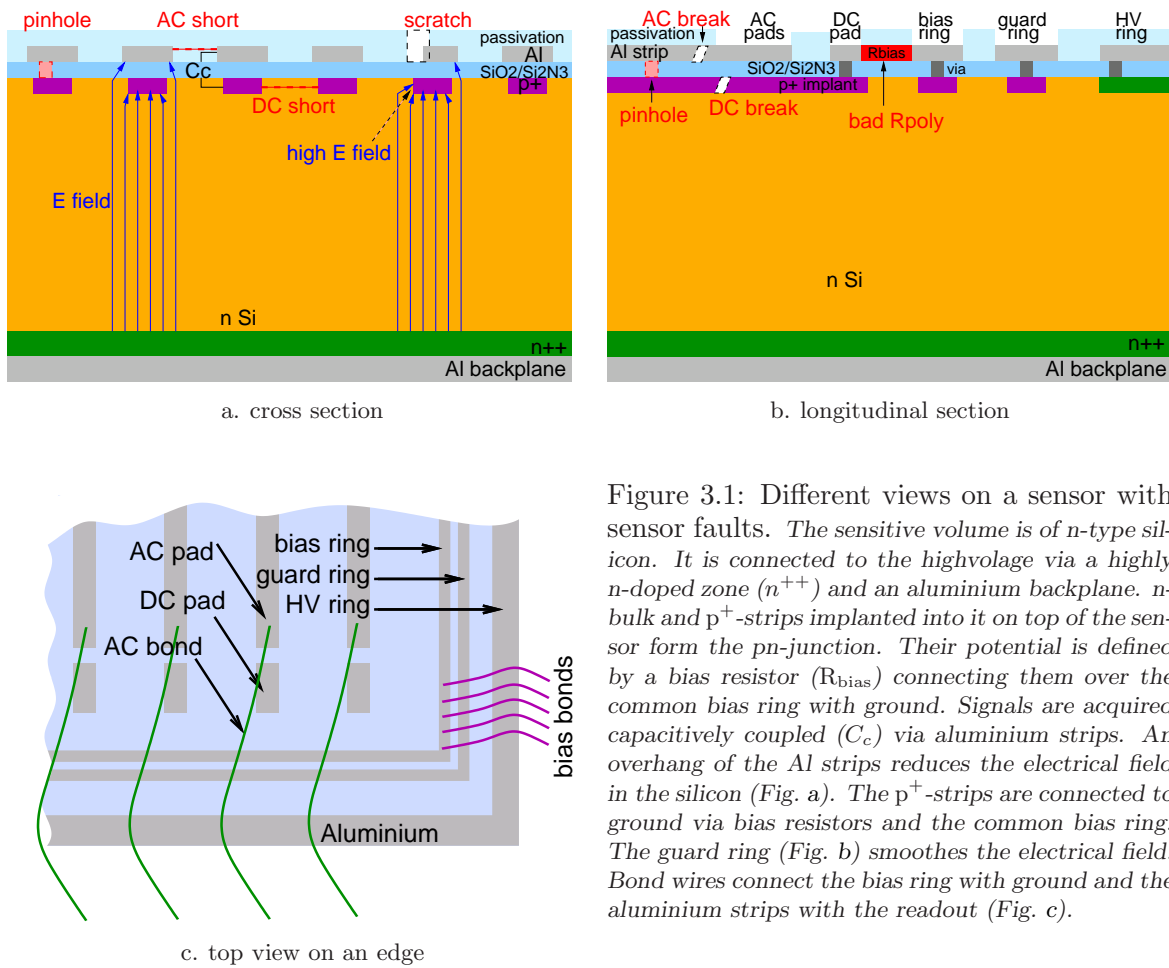 pinhole
AC short
scratch
passivation
Al
Cc
SiO2/Si2N3
p+
DC short
high E field
E field
n Si
n++
Al backplane
a. cross section
AC break
AC pads
DC pad
bias ring
guard ring
HV ring
passivation
Al strip
Rbias
SiO2/Si2N3
via
p+ implant
pinhole
DC break
bad Rpoly
n Si
n++
Al backplane
b. longitudinal section
AC pad
DC pad
AC bond
bias ring
guard ring
HV ring
bias bonds
Aluminium
c. top view on an edge
Figure 3.1: Different views on a sensor with
sensor faults. The sensitive volume is of n-type sil-
icon. It is connected to the highvolage via a highly
n-doped zone (n++) and an aluminium backplane. n-
bulk and p+-strips implanted into it on top of the sen-
sor form the pn-junction. Their potential is defined
by a bias resistor (Rbias) connecting them over the
common bias ring with ground. Signals are acquired
capacitively coupled (Cc) via aluminium strips. An
overhang of the Al strips reduces the electrical field
in the silicon (Fig. a). The p+-strips are connected to
ground via bias resistors and the common bias ring.
The guard ring (Fig. b) smoothes the electrical field.
Bond wires connect the bias ring with ground and the
aluminium strips with the readout (Fig. c).